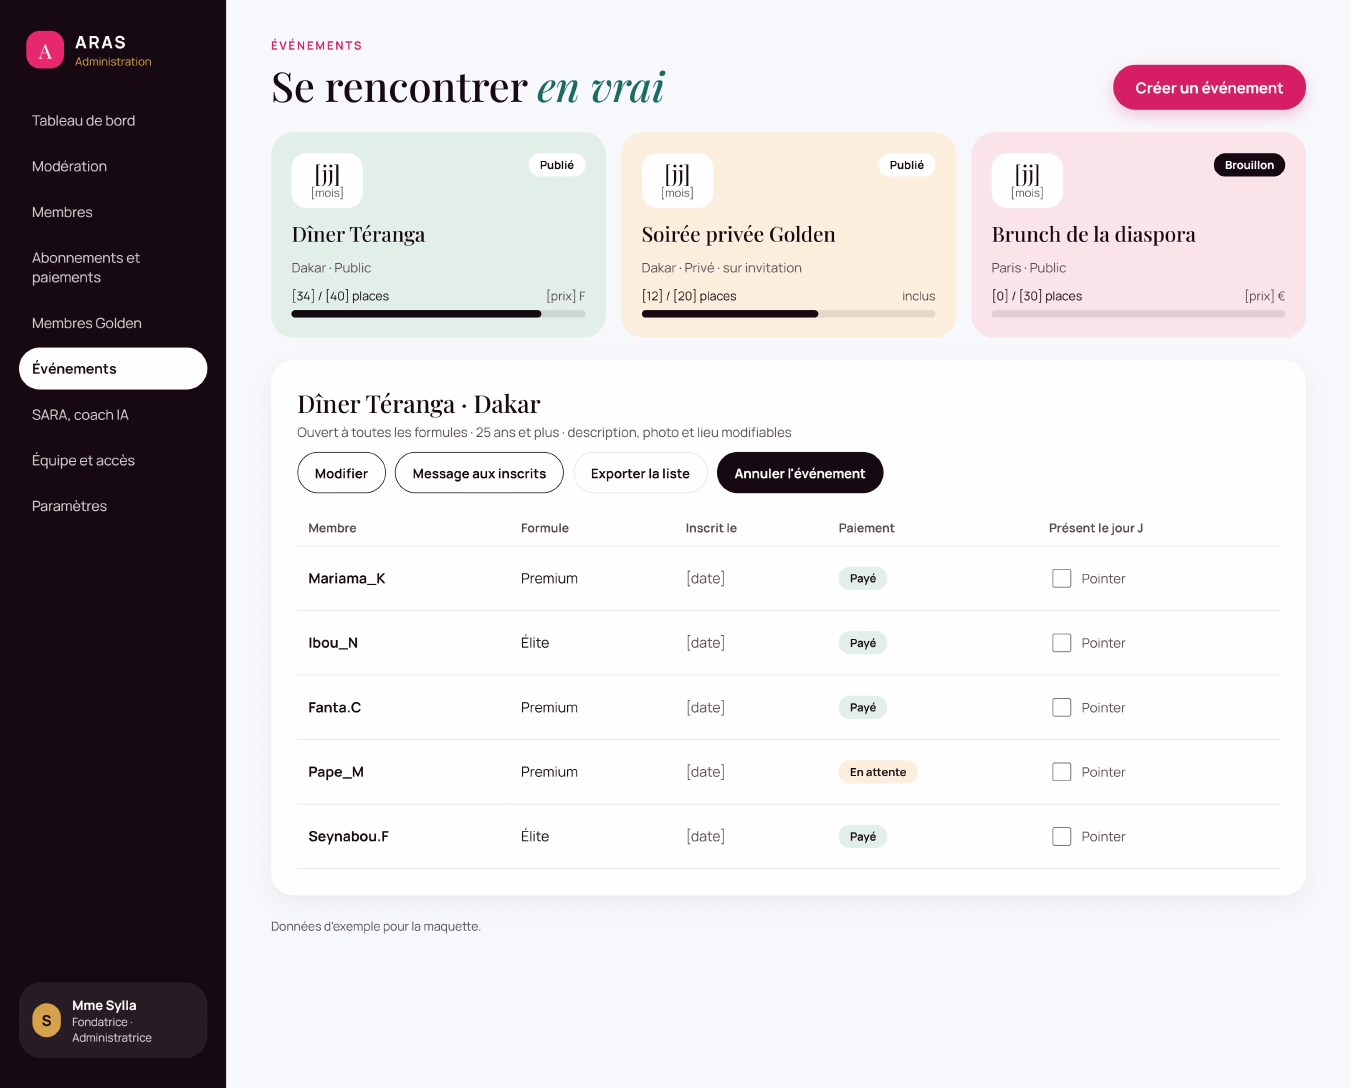 A
ARAS
Administration
Tableau de bord
Modération
Membres
Abonnements et
paiements
Membres Golden
Événements
SARA, coach IA
Équipe et accès
Paramètres
S
Mme Sylla
Fondatrice ·
Administratrice
ÉVÉNEMENTS
Se rencontrer en vrai
Créer un événement
[jj]
[mois]
Publié
Dîner Téranga
Dakar · Public
[34] / [40] places [prix] F
[jj]
[mois]
Publié
Soirée privée Golden
Dakar · Privé · sur invitation
[12] / [20] places inclus
[jj]
[mois]
Brouillon
Brunch de la diaspora
Paris · Public
[0] / [30] places [prix] €
Dîner Téranga · Dakar
Ouvert à toutes les formules · 25 ans et plus · description, photo et lieu modifiables
Modifier Message aux inscrits Exporter la liste Annuler l'événement
Membre Formule Inscrit le Paiement Présent le jour J
Mariama_K Premium [date] Payé Pointer
Ibou_N Élite [date] Payé Pointer
Fanta.C Premium [date] Payé Pointer
Pape_M Premium [date] En attente Pointer
Seynabou.F Élite [date] Payé Pointer
Données d'exemple pour la maquette.